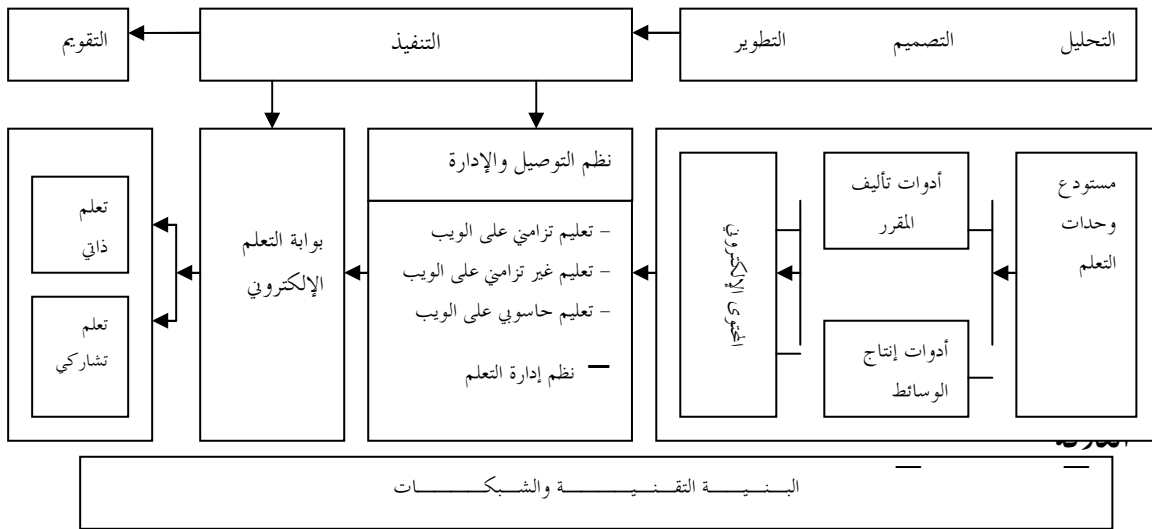 التحليل التصميم التطوير
التنفيذ
التقويم
مستودع
وحدات
التعلم
أدوات تأليف
المقرر
أدوات إنتاج
الوسائط
المحتوى الإلكتروني
نظم التوصيل والإدارة
– تعليم تزامني على الويب
– تعليم غير تزامني على الويب
– تعليم حاسوبي على الويب
– نظم إدارة التعلم
بوابة التعلم
الإلكتروني
تعلم
ذاتي
تعلم
تشاركي
البنية التقنية والشبكات